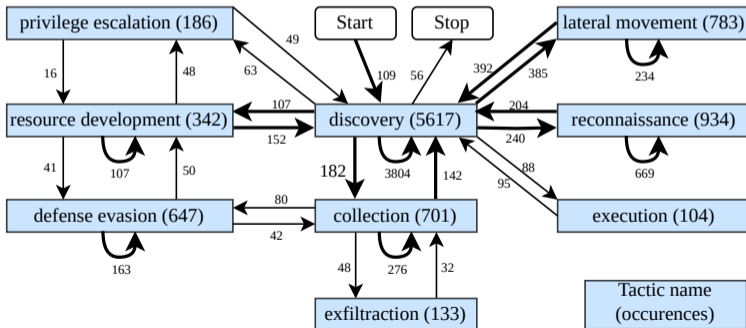 privilege escalation (186)
Start
Stop
lateral movement (783)
49
16
48
63
109
56
392
385
234
resource development (342)
107
152
discovery (5617)
204
240
reconnaissance (934)
107
3804
669
41
50
182
142
88
95
defense evasion (647)
80
42
collection (701)
execution (104)
163
48
276
32
exfiltraction (133)
Tactic name
(occurences)